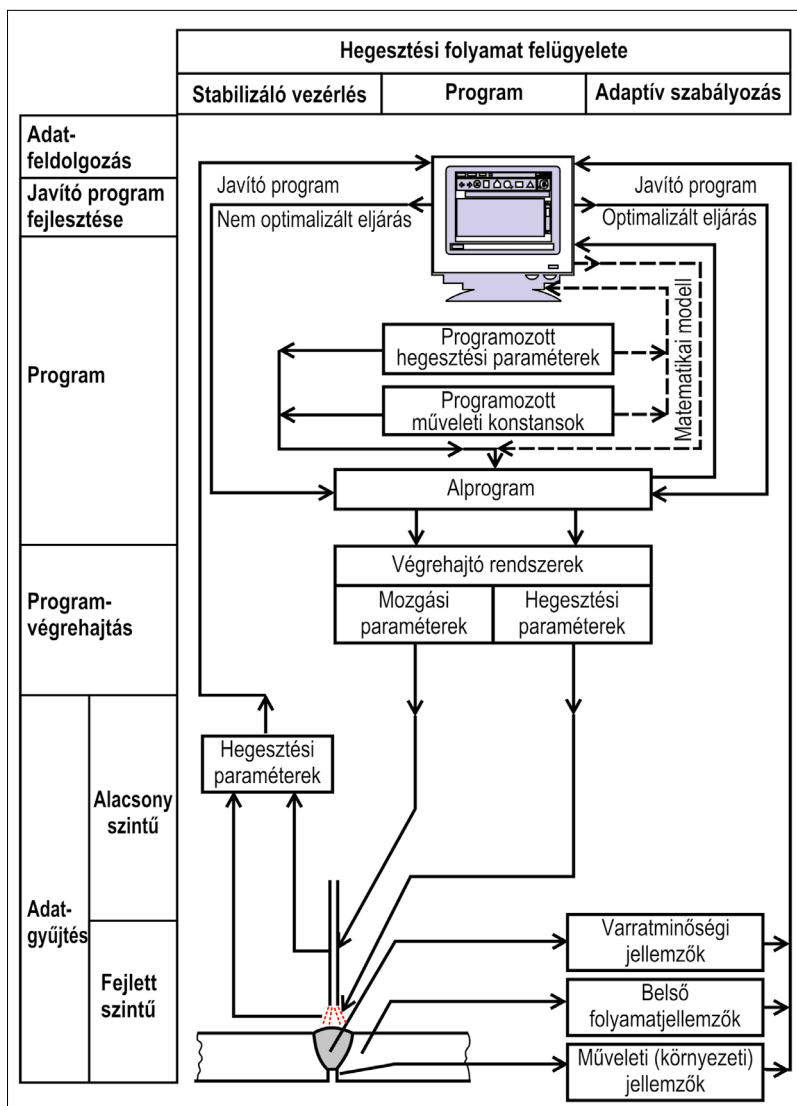 Hegesztési folyamat felügyelete
Stabilizáló vezérlés
Program
Adaptív szabályozás
Adat-
feldolgozás
Javító program
fejlesztése
Javító program
Nem optimalizált eljárás
Javító program
Optimalizált eljárás
Program
Programozott
hegesztési paraméterek
Programozott
műveleti konstansok
Matematikai modell
Alprogram
Program-
végrehajtás
Végrehajtó rendszerek
Mozgási
paraméterek
Hegesztési
paraméterek
Adat-
gyűjtés
Alacsony
szintű
Hegesztési
paraméterek
Fejlett
szintű
Varratminőségi
jellemzők
Belső
folyamatjellemzők
Műveleti (környezeti)
jellemzők